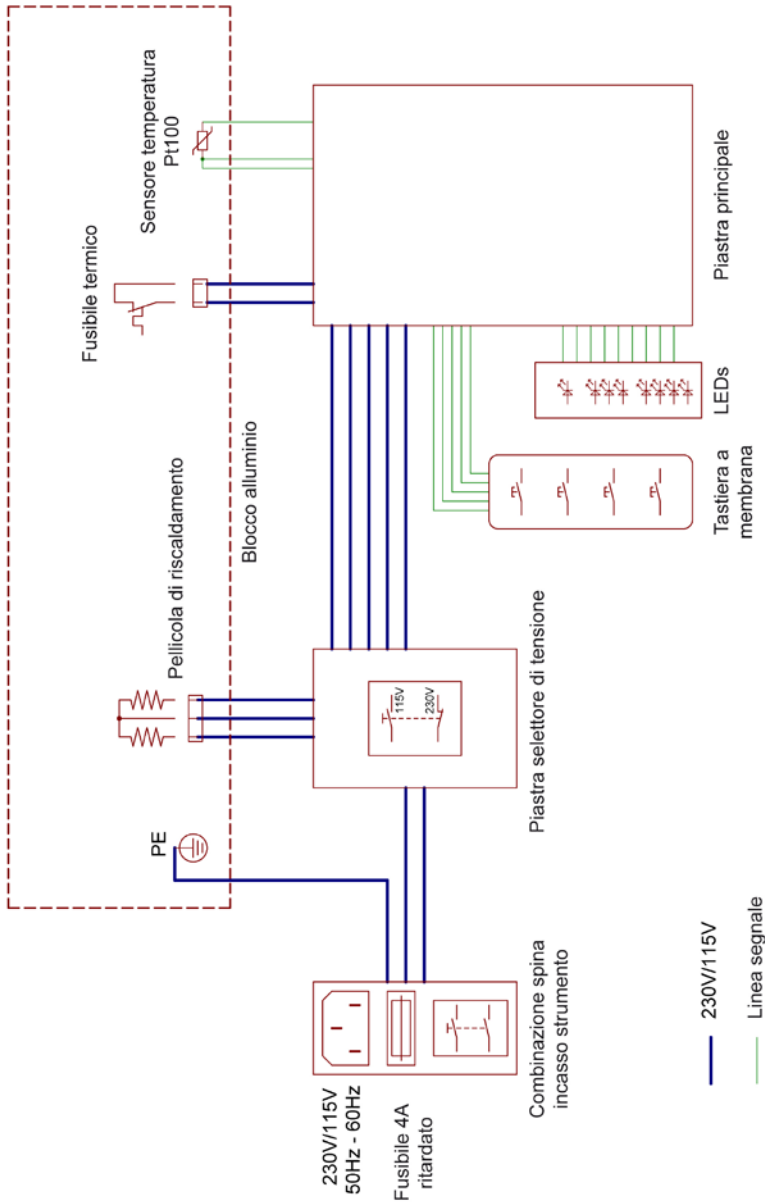 230V/115V
50Hz - 60Hz
Fusibile 4A
ritardato
Combinazione spina
incasso strumento
PE
Pellicola di riscaldamento
Blocco alluminio
Fusibile termico
Sensore temperatura
Pt100
115V
230V
Piastra selettore di tensione
Tastiera a
membrana
LEDs
Piastra principale
230V/115V
Linea segnale